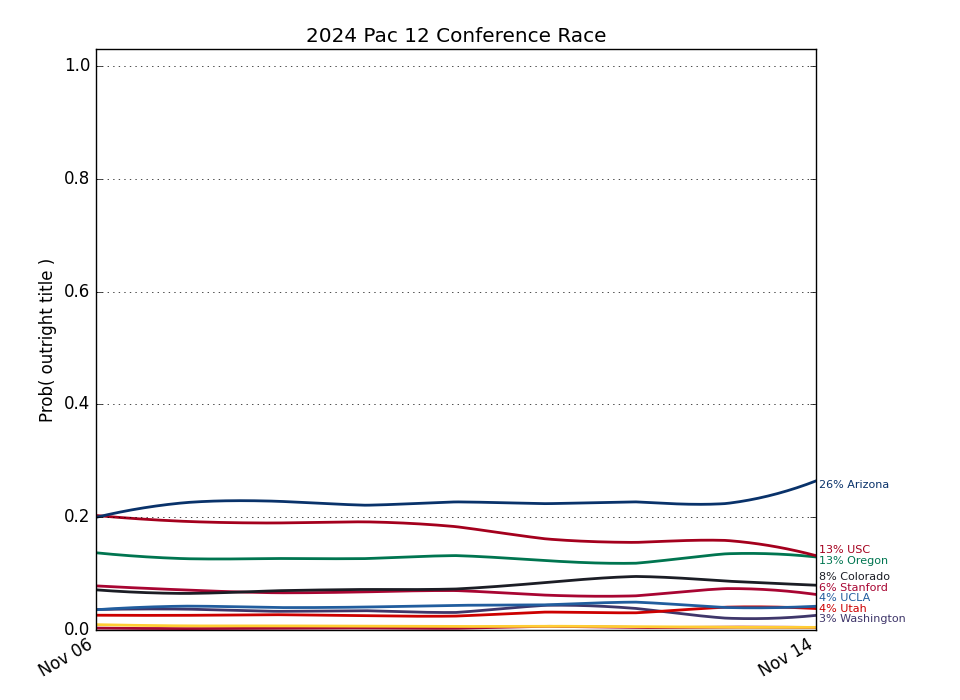 2024 Pac 12 Conference Race
1.0
0.8
0.6
0.4
0.2
0.0
Prob( outright title )
26% Arizona
13% USC
13% Oregon
8% Colorado
6% Stanford
4% UCLA
4% Utah
3% Washington
Nov 06
Nov 14